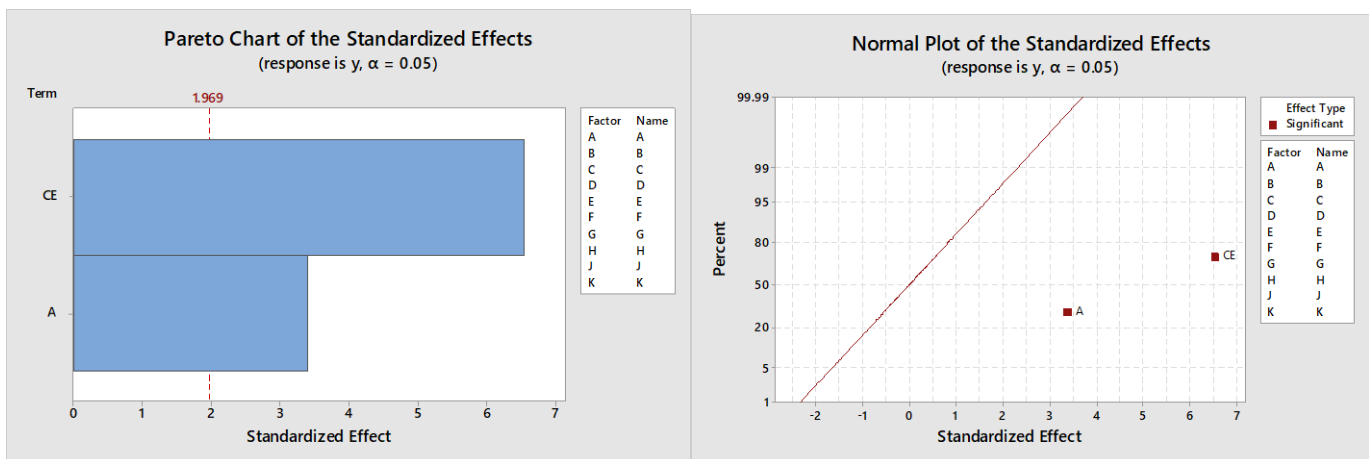 Pareto Chart of the Standardized Effects
(response is y, α = 0.05)
Term
1.969
CE
A
0 1 2 3 4 5 6 7
Standardized Effect
Factor Name
A A
B B
C C
D D
E E
F F
G G
H H
J J
K K
Normal Plot of the Standardized Effects
(response is y, α = 0.05)
Percent
99.99
99
95
80
50
20
5
1
CE
A
-2 -1 0 1 2 3 4 5 6 7
Standardized Effect
Effect Type
Significant
Factor Name
A A
B B
C C
D D
E E
F F
G G
H H
J J
K K